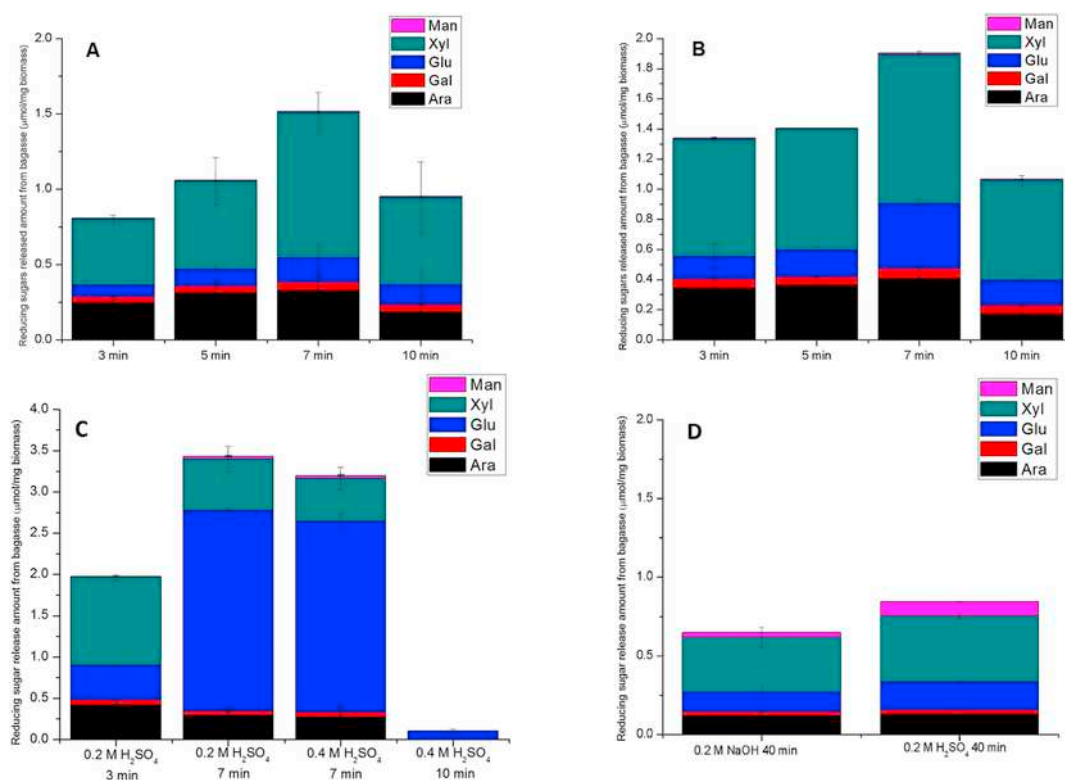 A
Man
Xyl
Glu
Gal
Ara
Reducing sugars released amount from bagasse (μmol/mg biomass)
2.0
1.5
1.0
0.5
0.0
3 min
5 min
7 min
10 min
B
Man
Xyl
Glu
Gal
Ara
Reducing sugars released amount from bagasse (μmol/mg biomass)
2.0
1.8
1.6
1.4
1.2
1.0
0.8
0.6
0.4
0.2
0.0
3 min
5 min
7 min
10 min
C
Man
Xyl
Glu
Gal
Ara
Reducing sugar release amount from bagasse (μmol/mg biomass)
4.0
3.5
3.0
2.5
2.0
1.5
1.0
0.5
0.0
0.2 M H₂SO₄
3 min
0.2 M H₂SO₄
7 min
0.4 M H₂SO₄
7 min
0.4 M H₂SO₄
10 min
D
Man
Xyl
Glu
Gal
Ara
Reducing sugar release amount from bagasse (μmol/mg biomass)
2.0
1.5
1.0
0.5
0.0
0.2 M NaOH 40 min
0.2 M H₂SO₄ 40 min